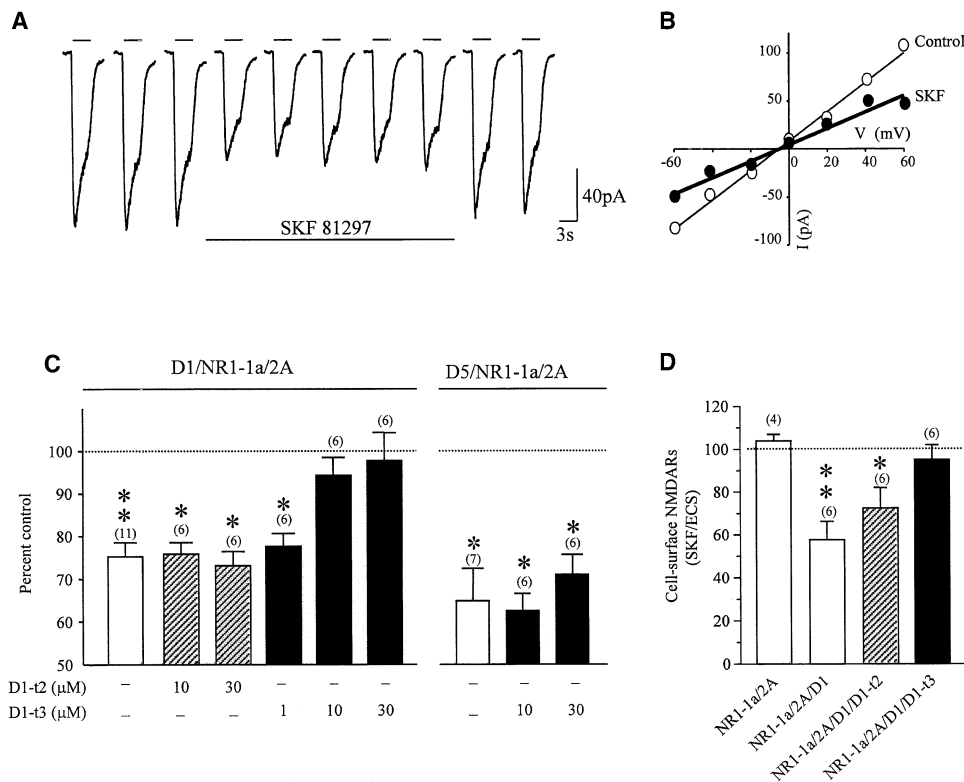 A
SKF 81297
40pA
3s
B
100
Control
50
SKF
V (mV)
-60
0
20
40
60
-50
-100
I (pA)
C
D1/NR1-1a/2A
D5/NR1-1a/2A
Percent control
100
90
80
70
60
50
**
(11)
*
(6)
*
(6)
*
(6)
(6)
(6)
*
(7)
*
(6)
*
(6)
D1-t2 (μM) – 10 30 – – – – – –
D1-t3 (μM) – – – 1 10 30 – 10 30
D
Cell-surface NMDARs
(SKF/ECS)
120
100
80
60
40
20
0
(4)
**
(6)
*
(6)
(6)
NR1-1a/2A
NR1-1a/2A/D1
NR1-1a/2A/D1/D1-t2
NR1-1a/2A/D1/D1-t3